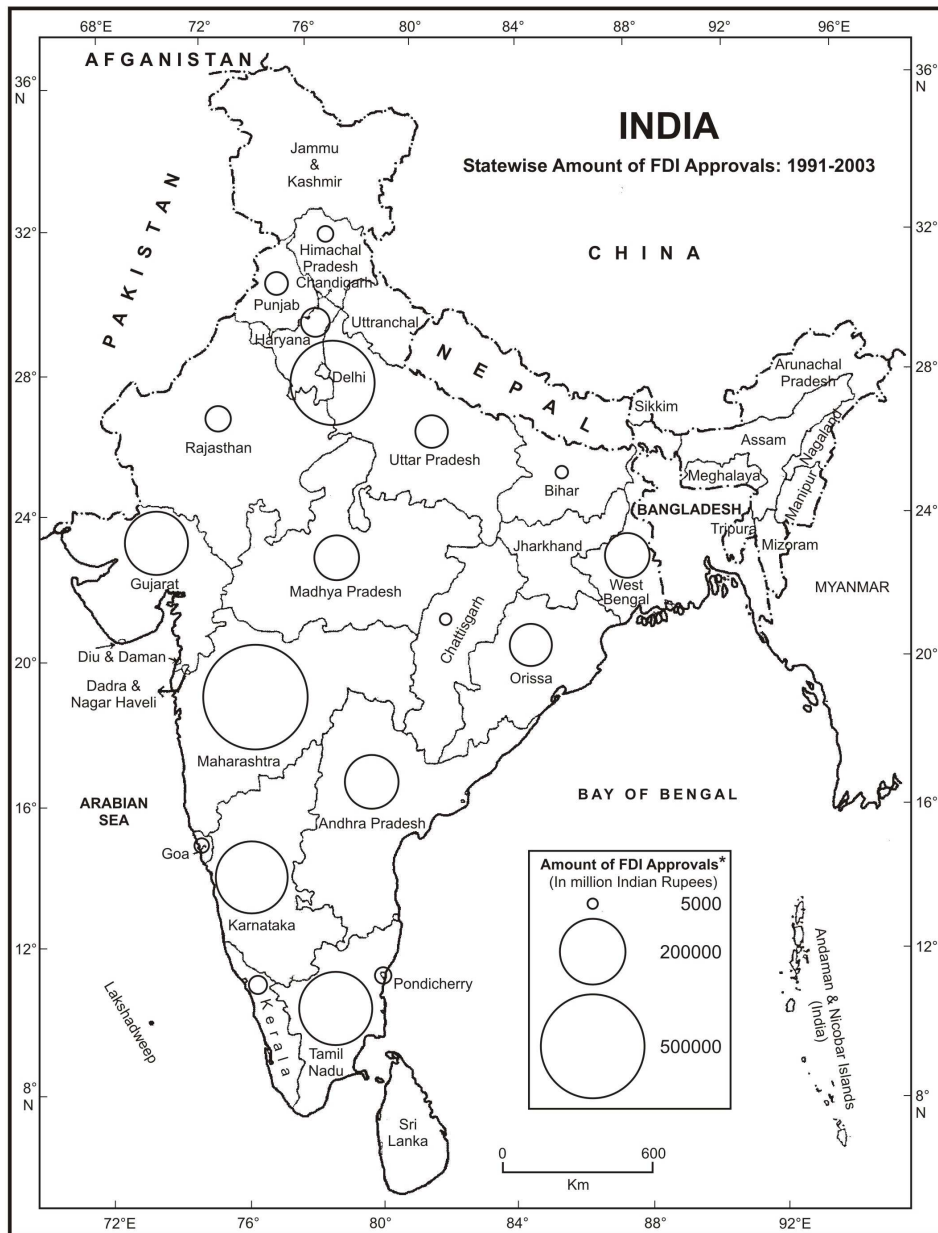 68°E 72° 76° 80° 84° 88° 92° 96°E
AFGANISTAN
36°
N
36°
N
INDIA
Statewise Amount of FDI Approvals: 1991-2003
Jammu
&
Kashmir
PAKISTAN
32°
32°
CHINA
Himachal
Pradesh
Chandigarh
Punjab
Uttranchal
Haryana
NEPAL
28°
28°
Delhi
Arunachal
Pradesh
Sikkim
Rajasthan
Uttar Pradesh
Assam
Nagaland
Bihar
Meghalaya
Manipur
24°
24°
BANGLADESH
Tripura
Mizoram
Jharkhand
Gujarat
Madhya Pradesh
West
Bengal
MYANMAR
Chattisgarh
20°
20°
Diu & Daman
Orissa
Dadra &
Nagar Haveli
Maharashtra
16°
16°
ARABIAN
SEA
BAY OF BENGAL
Andhra Pradesh
Goa
Karnataka
Amount of FDI Approvals*
(In million Indian Rupees)
5000
200000
500000
12°
12°
Pondicherry
Andaman & Nicobar Islands
(India)
Lakshadweep
Kerala
Tamil
Nadu
8°
N
8°
N
Sri
Lanka
0 600
Km
72°E 76° 80° 84° 88° 92°E